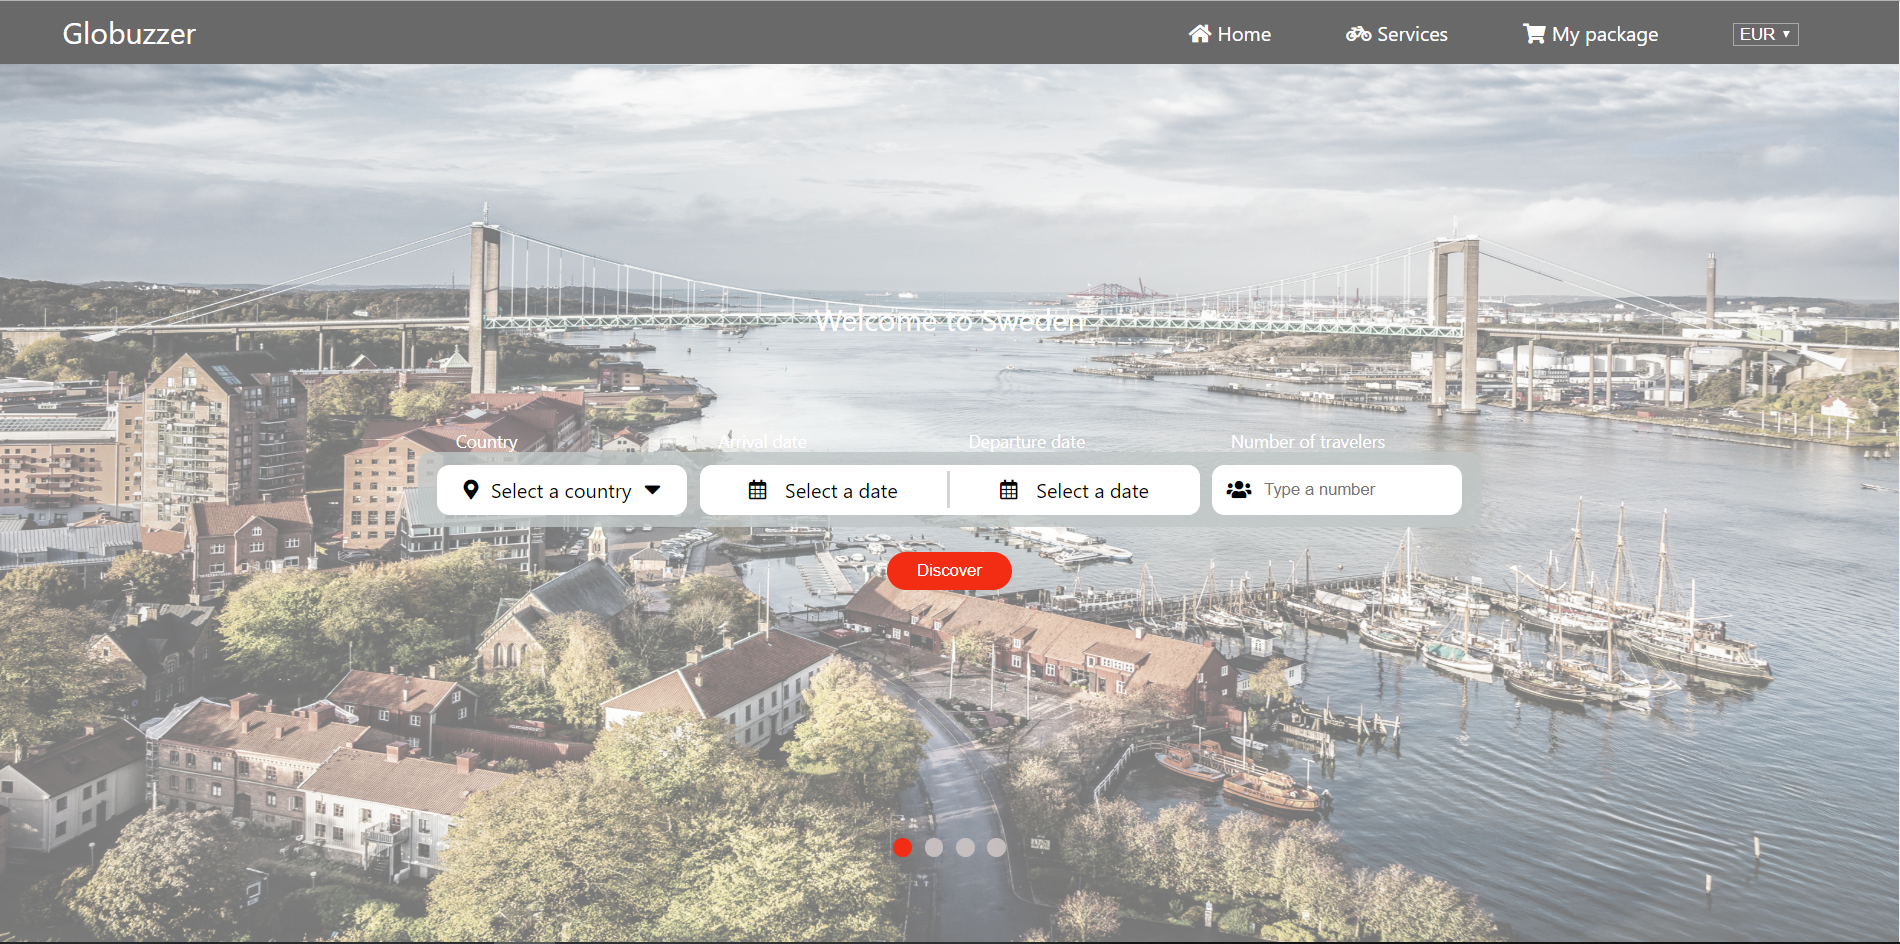 Globuzzer
Home
Services
My package
EUR
Welcome to Sweden
Country
Arrival date
Departure date
Number of travelers
Select a country
Select a date
Select a date
Type a number
Discover